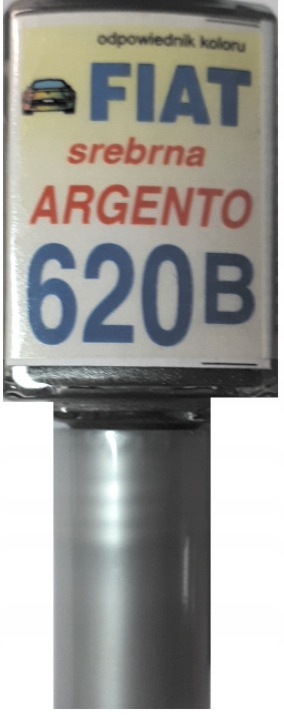 odpowiednik koloru
FIAT
srebrna
ARGENTO
620B